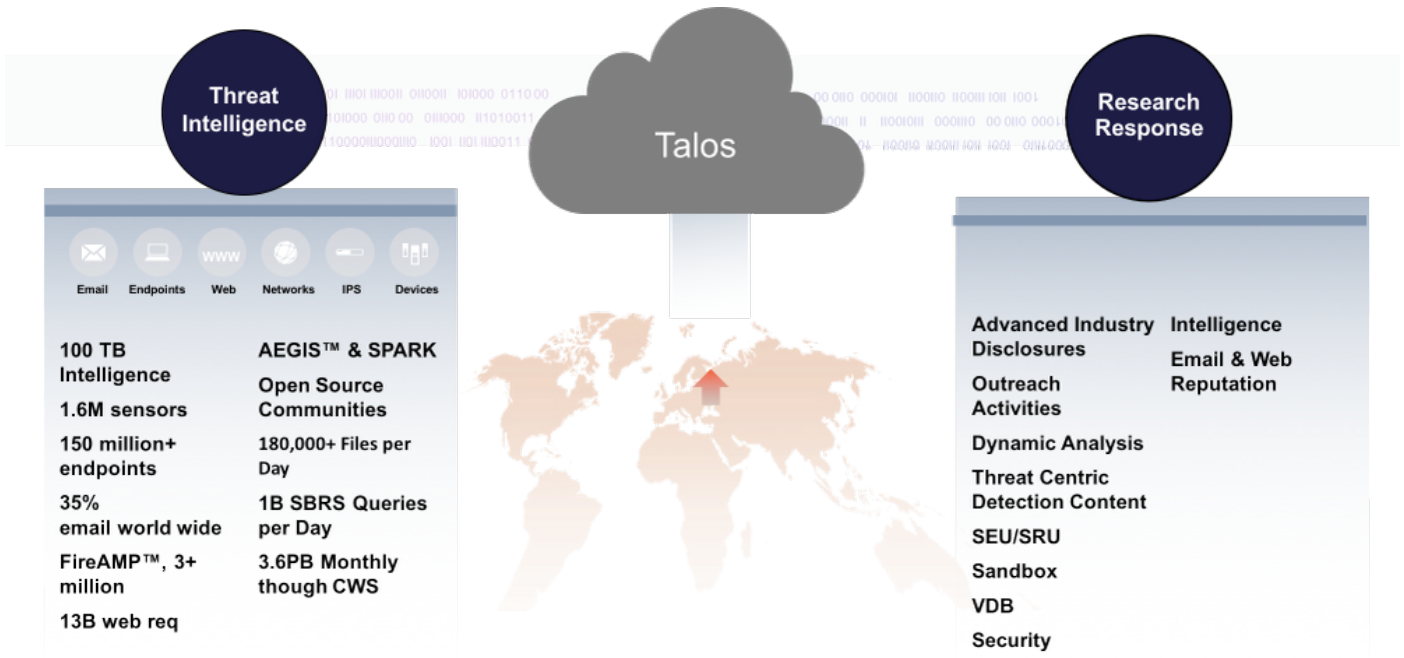 Threat
Intelligence
Talos
Research
Response
www
Email
Endpoints
Web
Networks
IPS
Devices
100 TB
Intelligence
1.6M sensors
150 million+
endpoints
35%
email world wide
FireAMP™, 3+
million
13B web req
AEGIS™ & SPARK
Open Source
Communities
180,000+ Files per
Day
1B SBRS Queries
per Day
3.6PB Monthly
though CWS
Advanced Industry
Disclosures
Outreach
Activities
Dynamic Analysis
Threat Centric
Detection Content
SEU/SRU
Sandbox
VDB
Security
Intelligence
Email & Web
Reputation